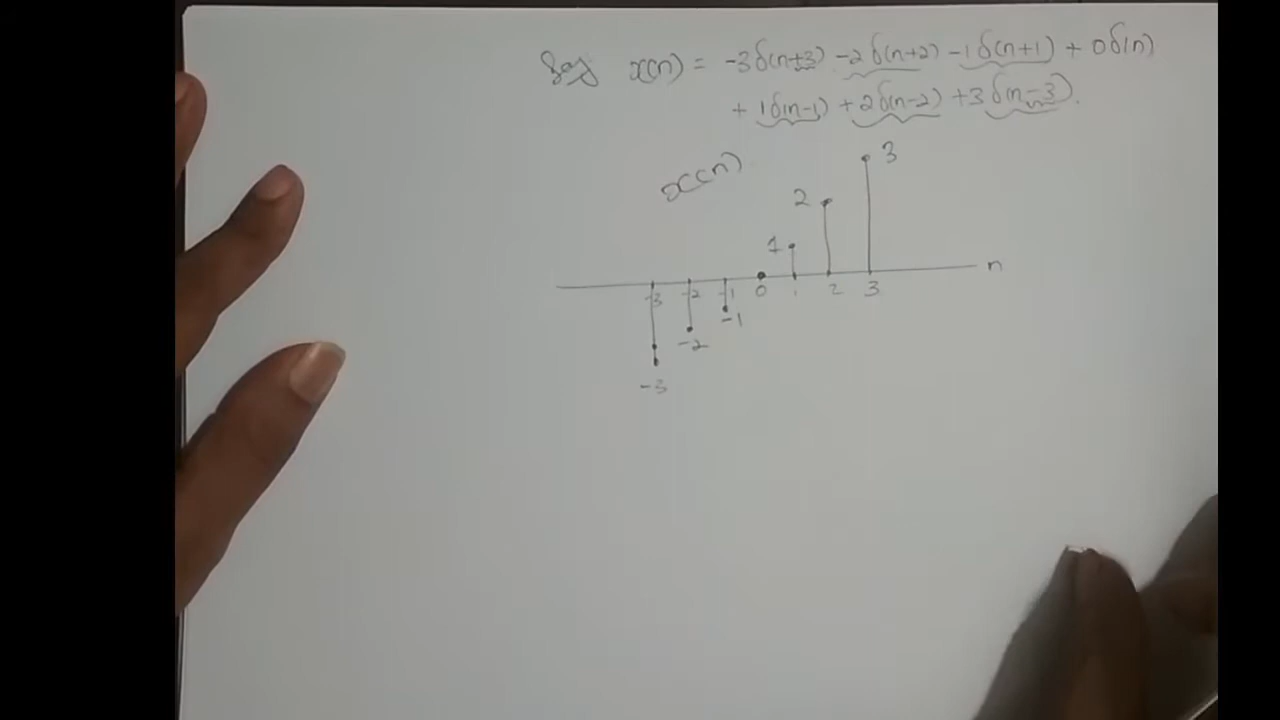 Say x(n) = -3δ(n+3) -2δ(n+2) -1δ(n+1) + 0δ(n)
+ 1δ(n-1) + 2δ(n-2) + 3δ(n-3).
x(n)
3
2
1
n
-3 -2 -1 0 1 2 3
-1
-2
-3